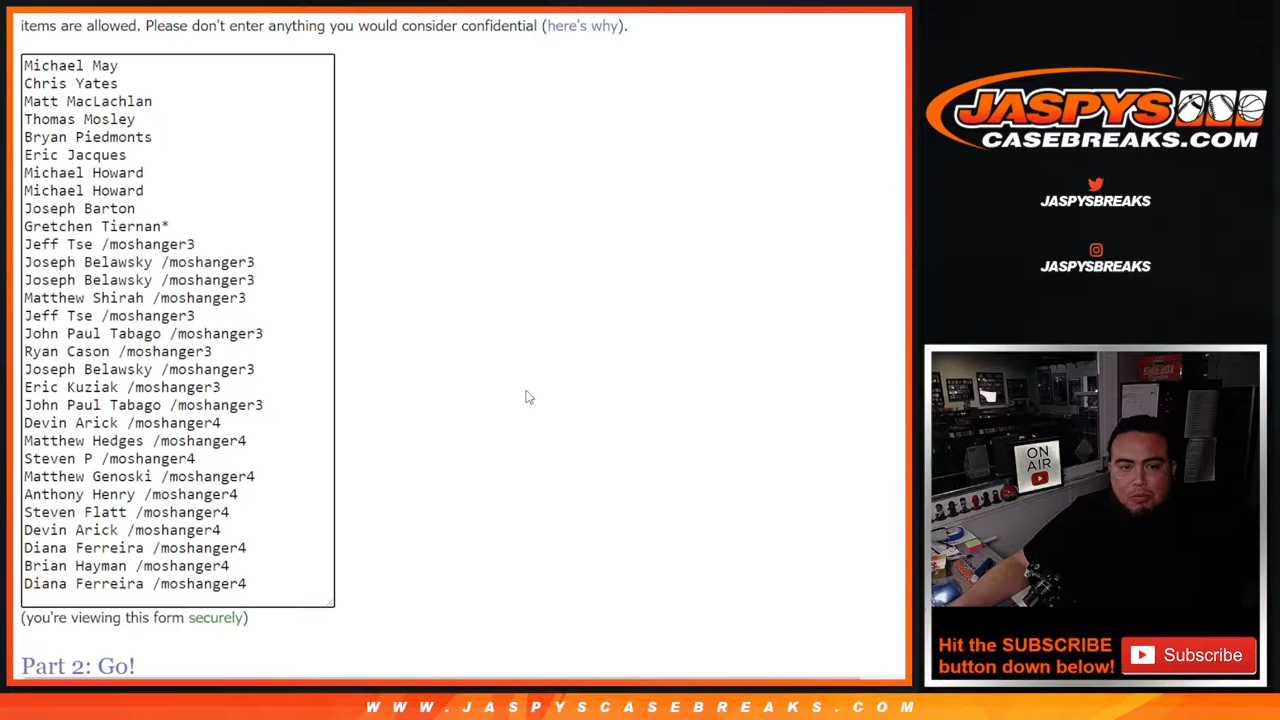 items are allowed. Please don't enter anything you would consider confidential (here's why).
Michael May
Chris Yates
Matt MacLachlan
Thomas Mosley
Bryan Piedmonts
Eric Jacques
Michael Howard
Michael Howard
Joseph Barton
Gretchen Tiernan*
Jeff Tse /moshanger3
Joseph Belawsky /moshanger3
Joseph Belawsky /moshanger3
Matthew Shirah /moshanger3
Jeff Tse /moshanger3
John Paul Tabago /moshanger3
Ryan Cason /moshanger3
Joseph Belawsky /moshanger3
Eric Kuziak /moshanger3
John Paul Tabago /moshanger3
Devin Arick /moshanger4
Matthew Hedges /moshanger4
Steven P /moshanger4
Matthew Genoski /moshanger4
Anthony Henry /moshanger4
Steven Flatt /moshanger4
Devin Arick /moshanger4
Diana Ferreira /moshanger4
Brian Hayman /moshanger4
Diana Ferreira /moshanger4
(you're viewing this form securely)
Part 2: Go!
JASPYS
CASEBREAKS.COM
JASPYSBREAKS
JASPYSBREAKS
ON
AIR
Hit the SUBSCRIBE
button down below!
Subscribe
WWW.JASPYSCASEBREAKS.COM